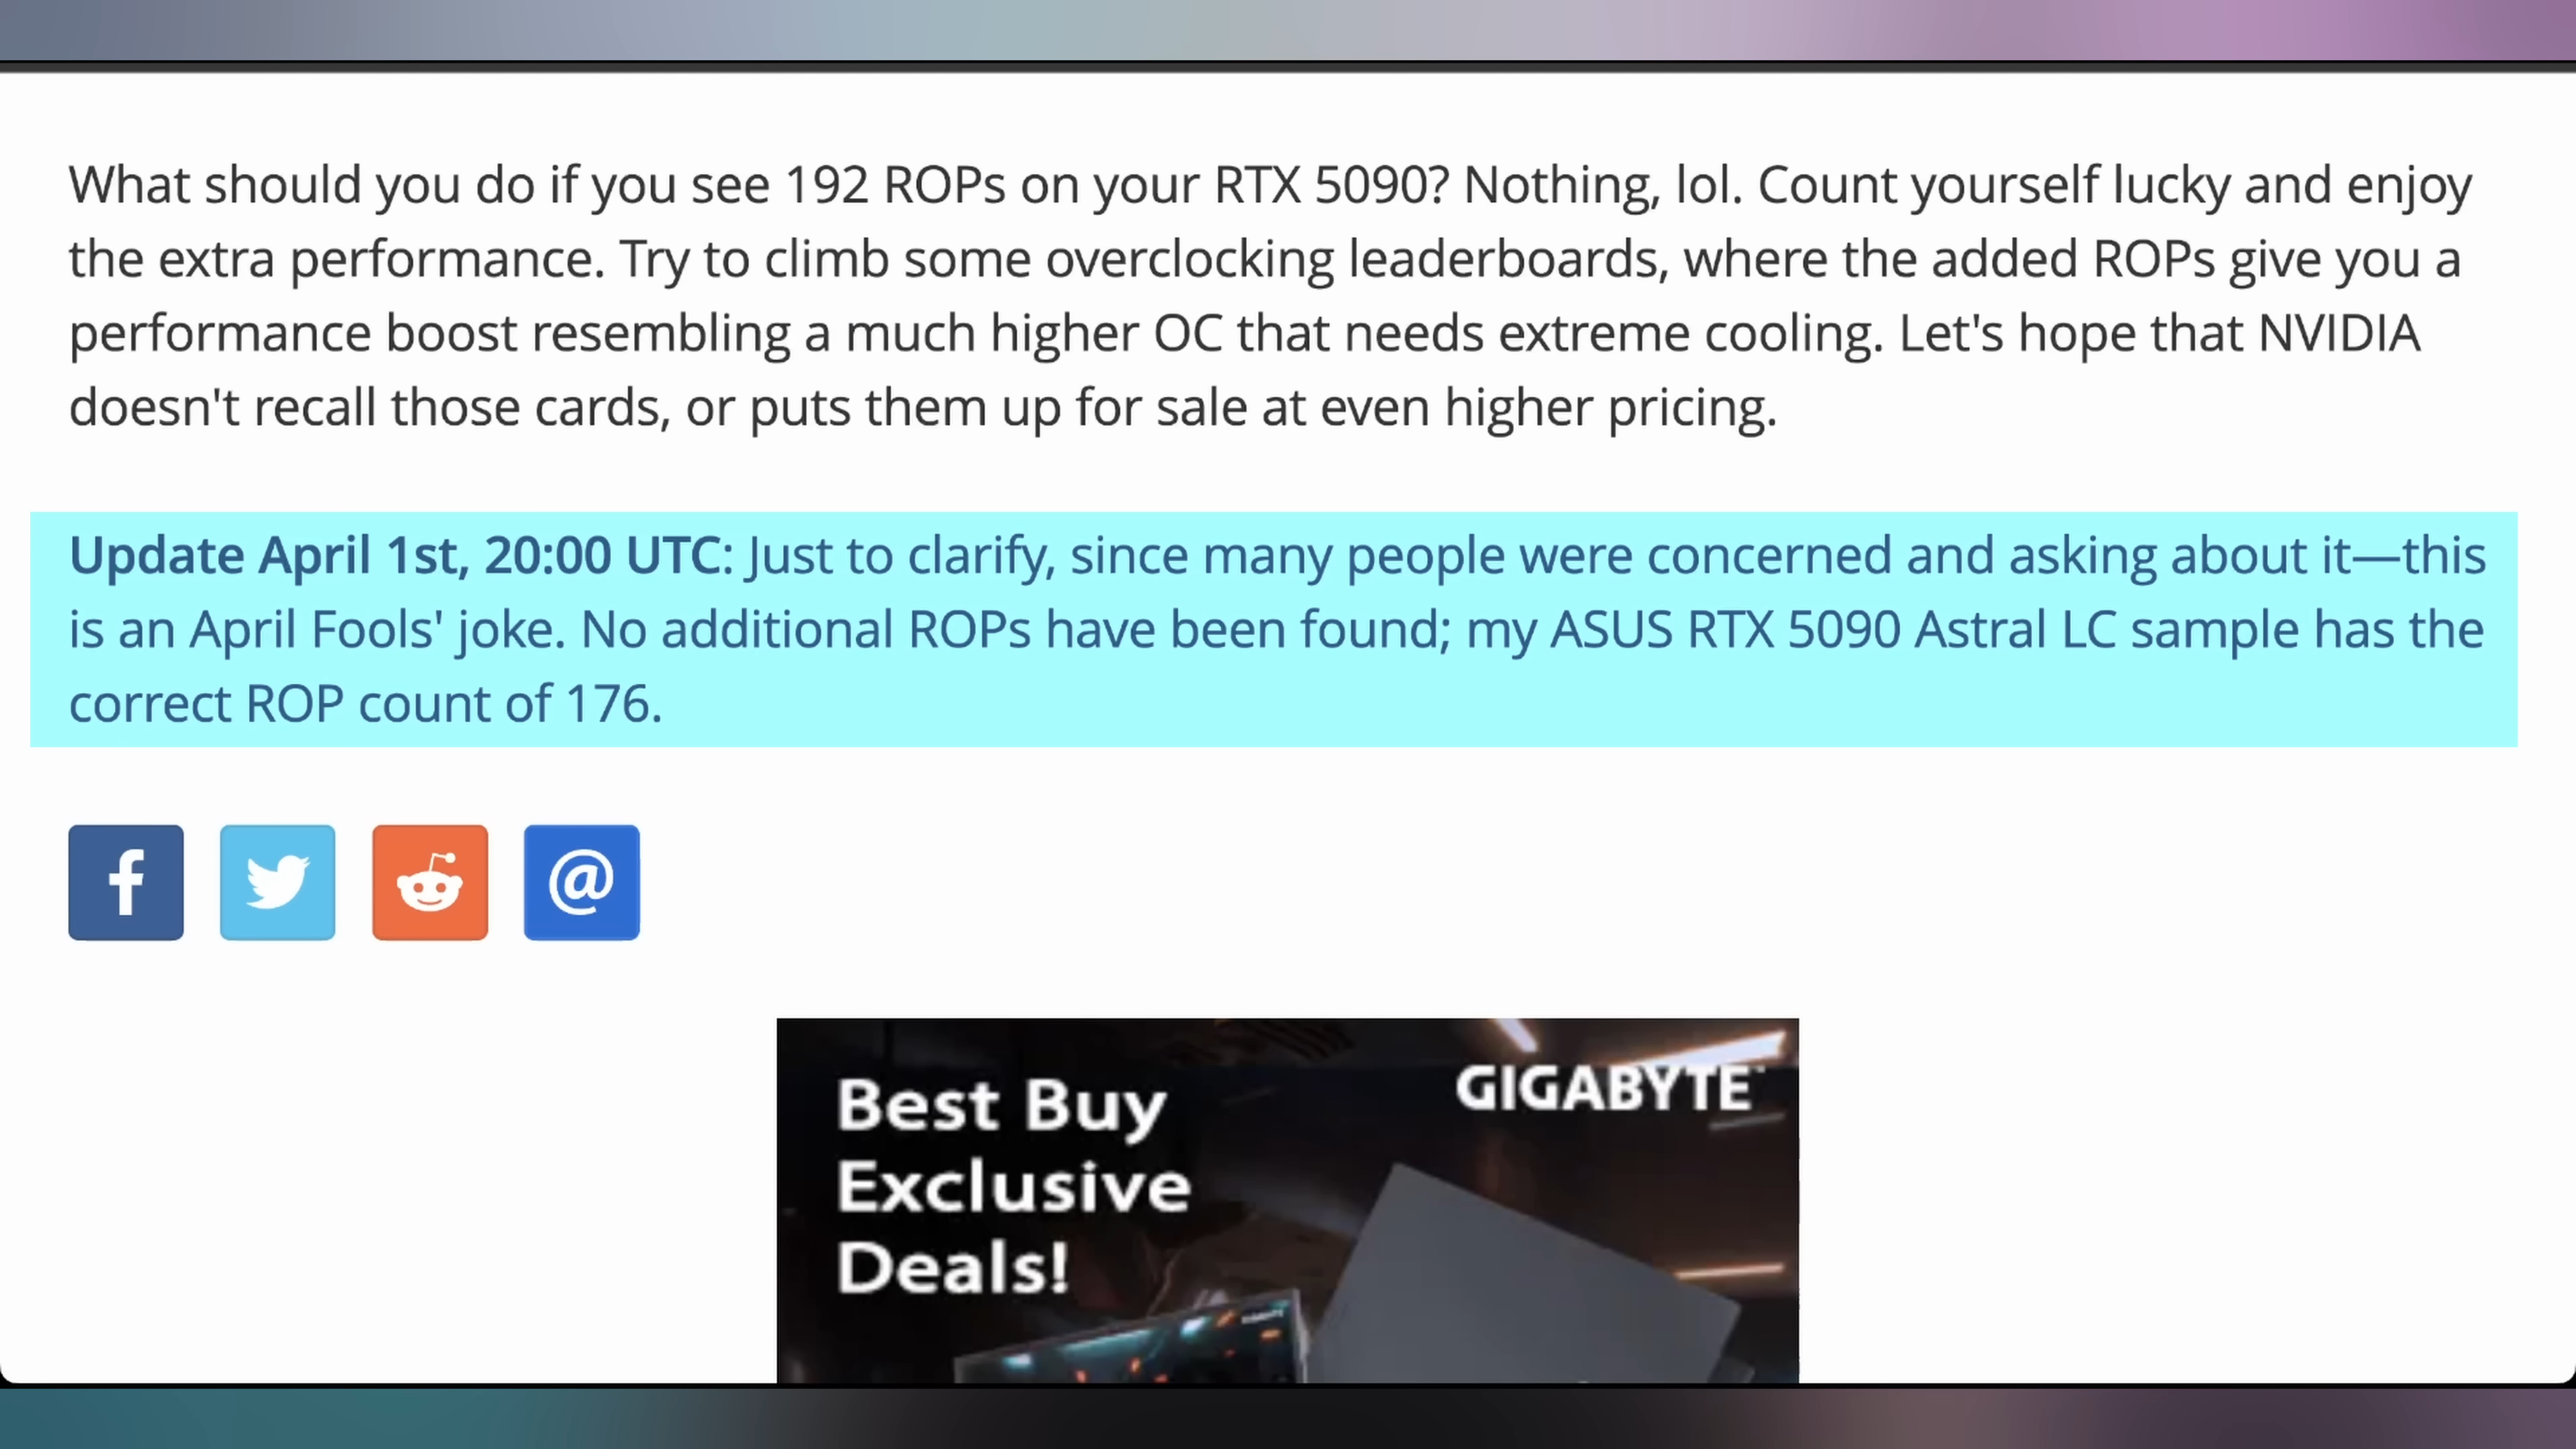 What should you do if you see 192 ROPs on your RTX 5090? Nothing, lol. Count yourself lucky and enjoy
the extra performance. Try to climb some overclocking leaderboards, where the added ROPs give you a
performance boost resembling a much higher OC that needs extreme cooling. Let's hope that NVIDIA
doesn't recall those cards, or puts them up for sale at even higher pricing.
Update April 1st, 20:00 UTC: Just to clarify, since many people were concerned and asking about it—this
is an April Fools' joke. No additional ROPs have been found; my ASUS RTX 5090 Astral LC sample has the
correct ROP count of 176.
f
@
Best Buy
Exclusive
Deals!
GIGABYTE